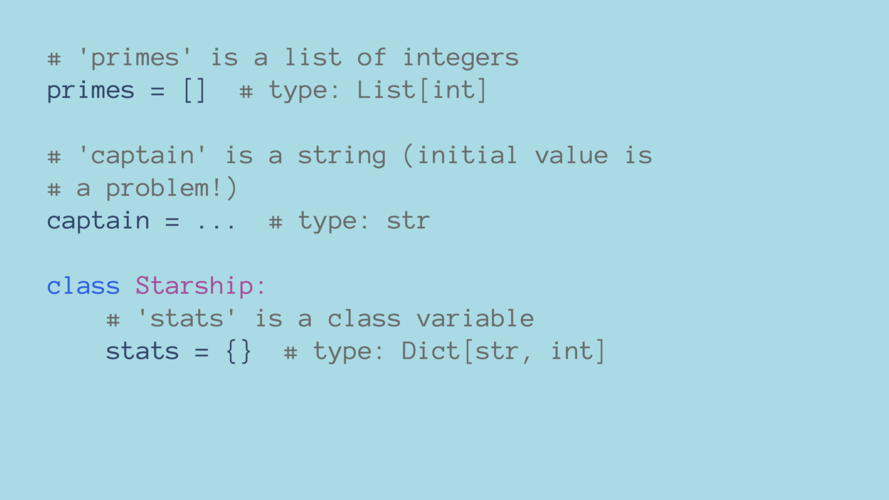 # 'primes' is a list of integers
primes = []  # type: List[int]
# 'captain' is a string (initial value is
# a problem!)
captain = ...  # type: str
class Starship:
    # 'stats' is a class variable
    stats = {}  # type: Dict[str, int]